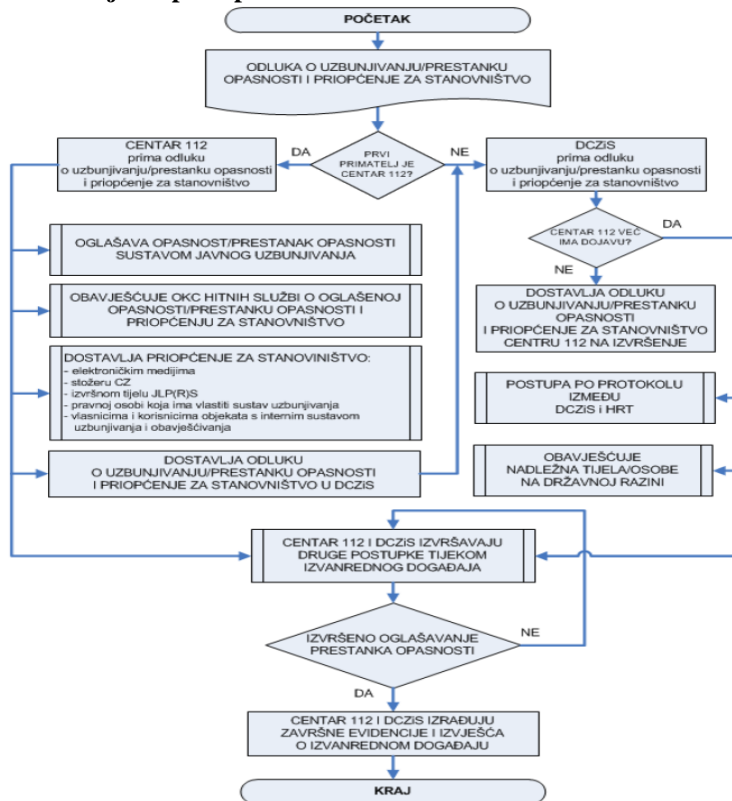 POČETAK
ODLUKA O UZBUNJIVANJU/PRESTANKU
OPASNOSTI I PRIOPĆENJE ZA STANOVNIŠTVO
PRVI
PRIMATELJ JE
CENTAR 112?
DA
NE
CENTAR 112
prima odluku
o uzbunjivanju/prestanku opasnosti
i priopćenje za stanovništvo
DCZiS
prima odluku
o uzbunjivanju/prestanku opasnosti
i priopćenje za stanovništvo
CENTAR 112 VEĆ
IMA DOJAVU?
DA
NE
OGLAŠAVA OPASNOST/PRESTANAK OPASNOSTI
SUSTAVOM JAVNOG UZBUNJIVANJA
OBAVJEŠĆUJE OKC HITNIH SLUŽBI O OGLAŠENOJ
OPASNOSTI/PRESTANKU OPASNOSTI I
PRIOPĆENJU ZA STANOVNIŠTVO
DOSTAVLJA ODLUKU
O UZBUNJIVANJU/PRESTANKU
OPASNOSTI
I PRIOPĆENJE ZA STANOVNIŠTVO
CENTRU 112 NA IZVRŠENJE
DOSTAVLJA PRIOPĆENJE ZA STANOVINIŠTVO:
- elektroničkim medijima
- stožeru CZ
- izvršnom tijelu JLP(R)S
- pravnoj osobi koja ima vlastiti sustav uzbunjivanja
- vlasnicima i korisnicima objekata s internim sustavom
uzbunjivanja i obavješćivanja
POSTUPA PO PROTOKOLU
IZMEĐU
DCZiS i HRT
DOSTAVLJA ODLUKU
O UZBUNJIVANJU/PRESTANKU OPASNOSTI
I PRIOPĆENJE ZA STANOVNIŠTVO U DCZiS
OBAVJEŠĆUJE
NADLEŽNA TIJELA/OSOBE
NA DRŽAVNOJ RAZINI
CENTAR 112 I DCZiS IZVRŠAVAJU
DRUGE POSTUPKE TIJEKOM
IZVANREDNOG DOGAĐAJA
IZVRŠENO OGLAŠAVANJE
PRESTANKA OPASNOSTI
NE
DA
CENTAR 112 I DCZiS IZRAĐUJU
ZAVRŠNE EVIDENCIJE I IZVJEŠĆA
O IZVANREDNOM DOGAĐAJU
KRAJ